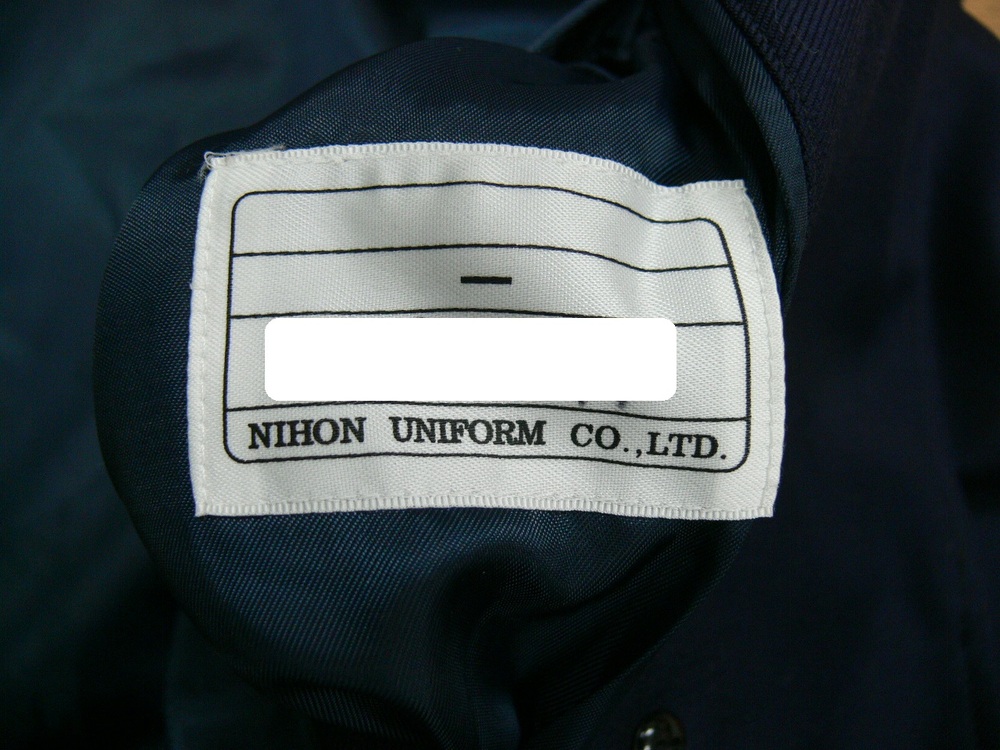 —
NIHON UNIFORM CO.,LTD.